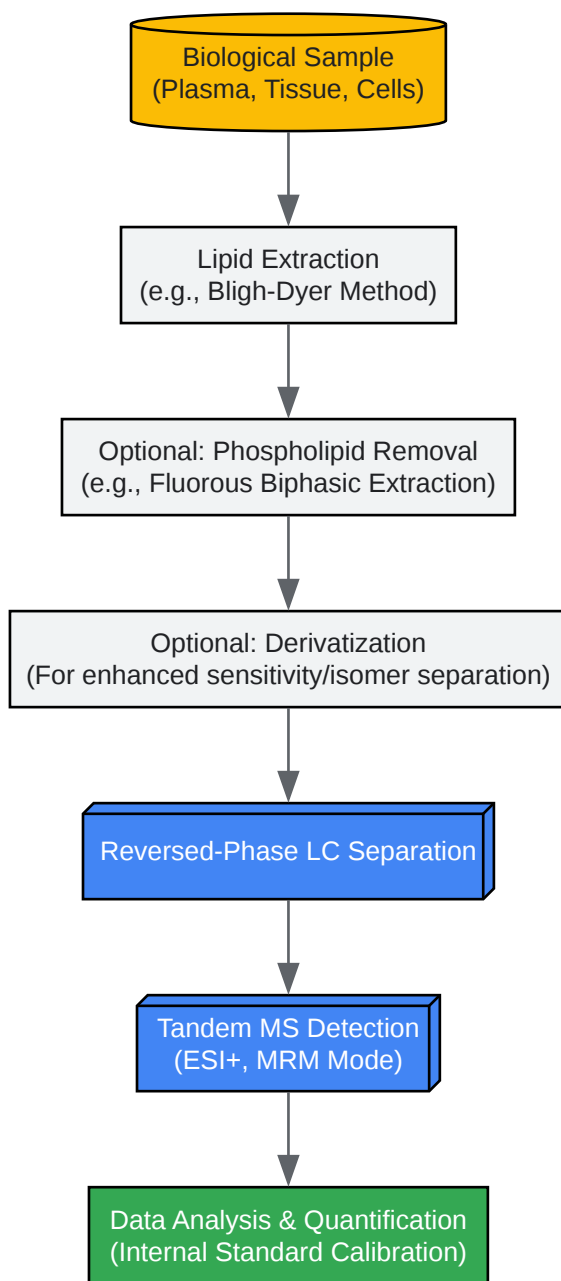 Biological Sample
(Plasma, Tissue, Cells)
Lipid Extraction
(e.g., Bligh-Dyer Method)
Optional: Phospholipid Removal
(e.g., Fluorous Biphasic Extraction)
Optional: Derivatization
(For enhanced sensitivity/isomer separation)
Reversed-Phase LC Separation
Tandem MS Detection
(ESI+, MRM Mode)
Data Analysis & Quantification
(Internal Standard Calibration)